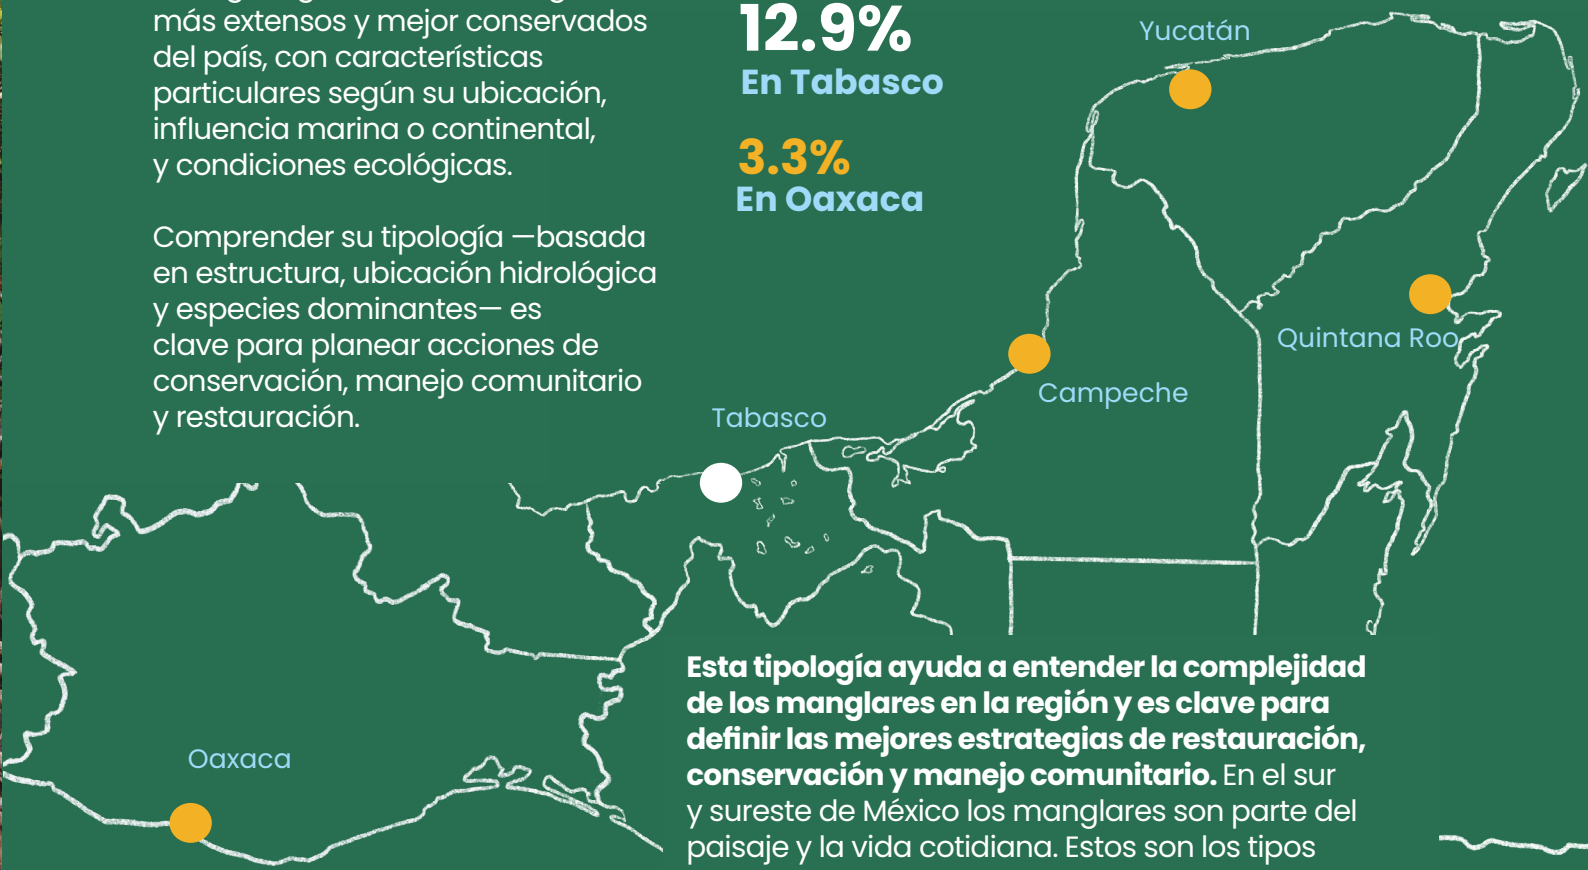 más extensos y mejor conservados
del país, con características
particulares según su ubicación,
influencia marina o continental,
y condiciones ecológicas.
Comprender su tipología —basada
en estructura, ubicación hidrológica
y especies dominantes— es
clave para planear acciones de
conservación, manejo comunitario
y restauración.
12.9%
En Tabasco
3.3%
En Oaxaca
Yucatán
Quintana Roo
Campeche
Tabasco
Oaxaca
Esta tipología ayuda a entender la complejidad
de los manglares en la región y es clave para
definir las mejores estrategias de restauración,
conservación y manejo comunitario. En el sur
y sureste de México los manglares son parte del
paisaje y la vida cotidiana. Estos son los tipos